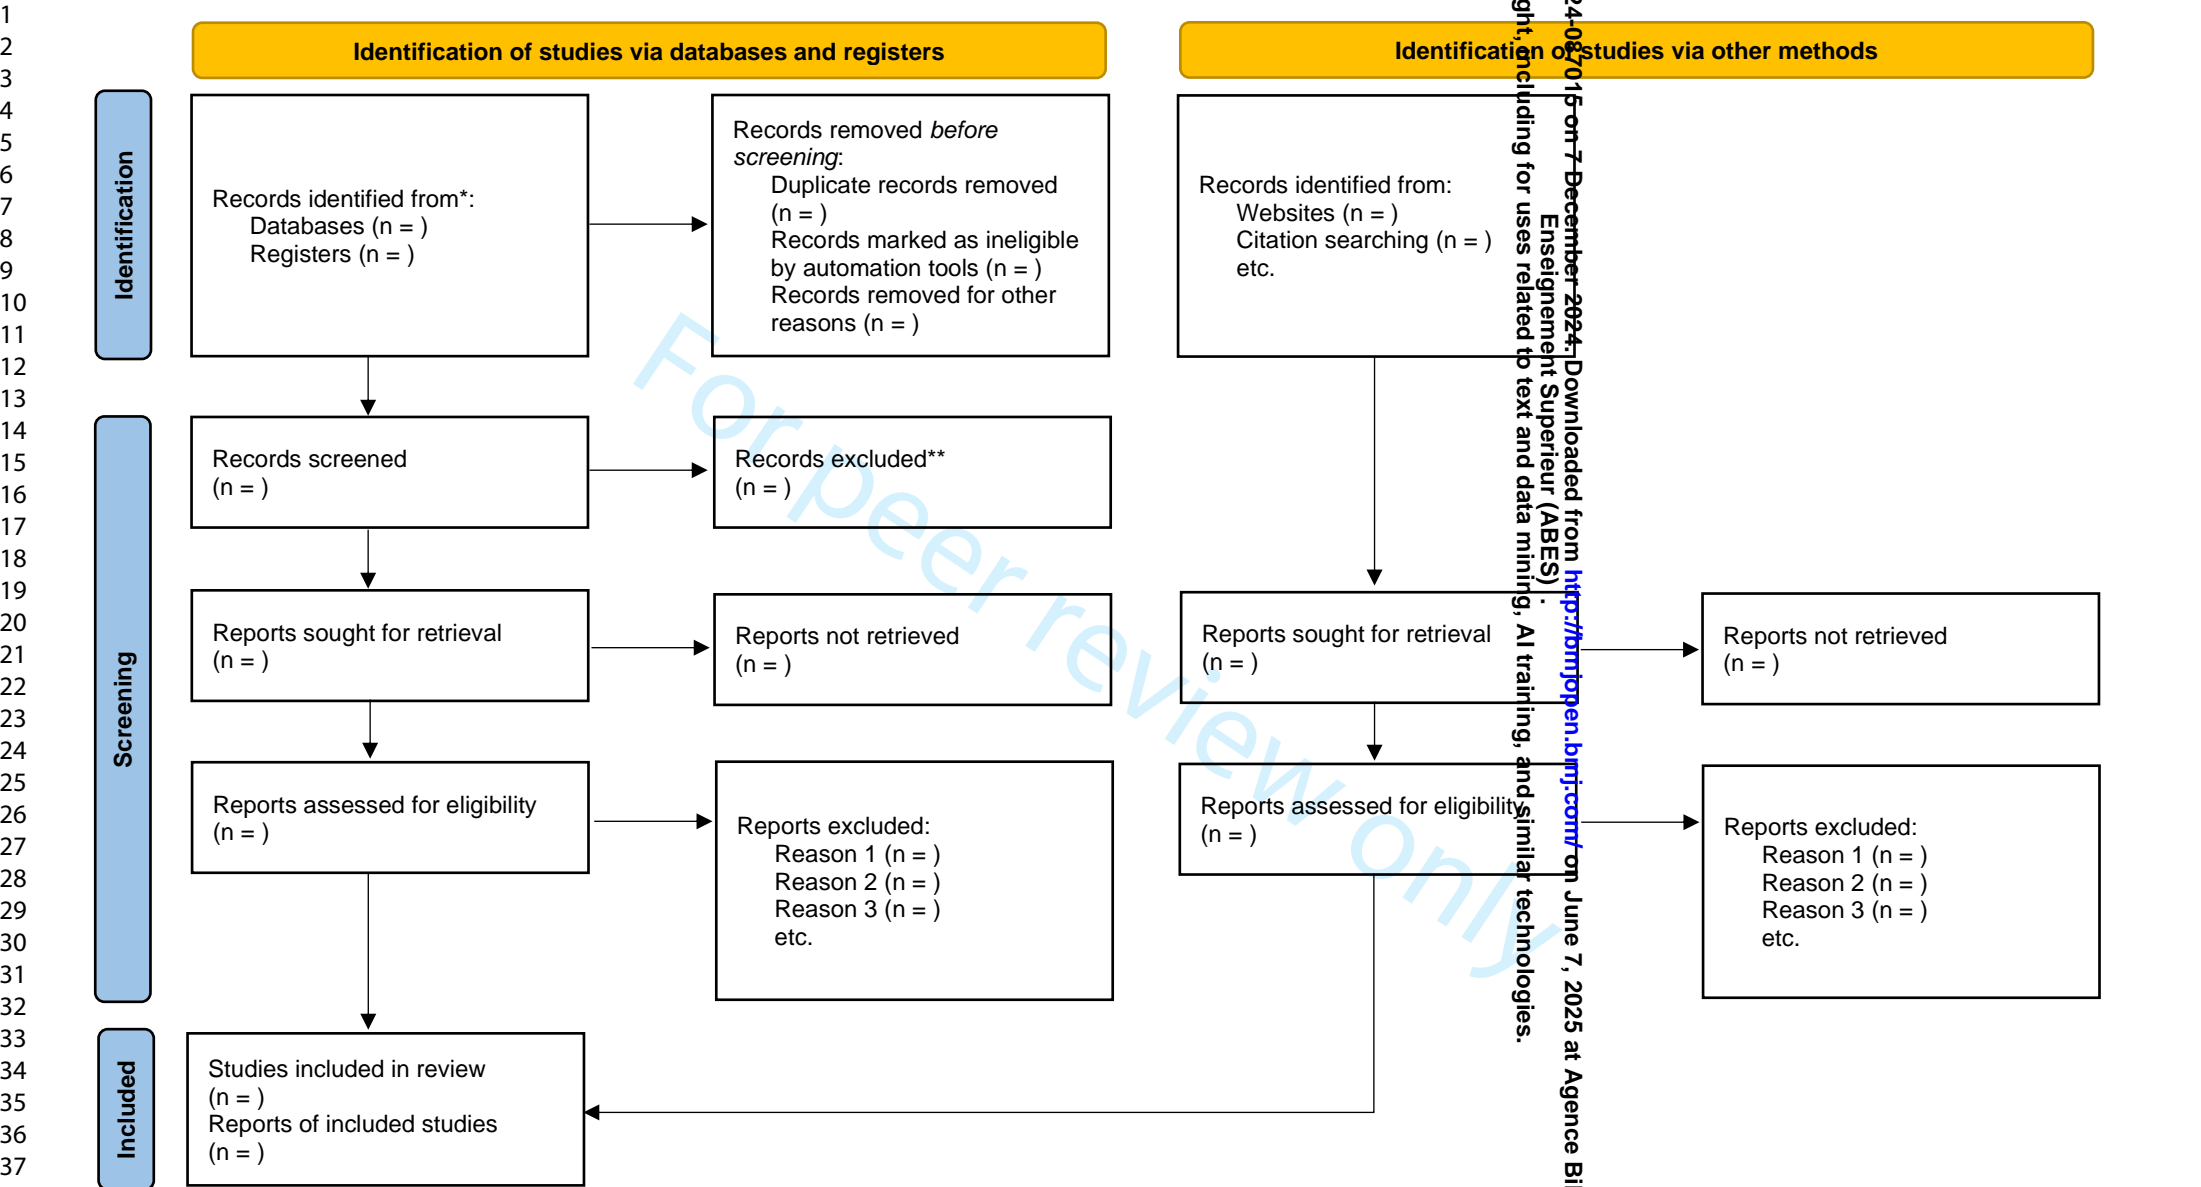 1
2
3
4
5
6
7
8
9
10
11
12
13
14
15
16
17
18
19
20
21
22
23
24
25
26
27
28
29
30
31
32
33
34
35
36
37
Identification of studies via databases and registers
Identification of studies via other methods
Identification
Records identified from*:
Databases (n = )
Registers (n = )
Records removed before
screening:
Duplicate records removed
(n = )
Records marked as ineligible
by automation tools (n = )
Records removed for other
reasons (n = )
Records identified from:
Websites (n = )
Citation searching (n = )
etc.
Screening
Records screened
(n = )
Records excluded**
(n = )
Reports sought for retrieval
(n = )
Reports not retrieved
(n = )
Reports sought for retrieval
(n = )
Reports not retrieved
(n = )
Reports assessed for eligibility
(n = )
Reports excluded:
Reason 1 (n = )
Reason 2 (n = )
Reason 3 (n = )
etc.
Reports assessed for eligibility
(n = )
Reports excluded:
Reason 1 (n = )
Reason 2 (n = )
Reason 3 (n = )
etc.
Included
Studies included in review
(n = )
Reports of included studies
(n = )
For peer review only
24-087015 on 7 December 2024. Downloaded from http://bmjopen.bmj.com/ on June 7, 2025 at Agence
Enseignement Superieur (ABES) .
including for uses related to text and data mining, AI training, and similar technologies.